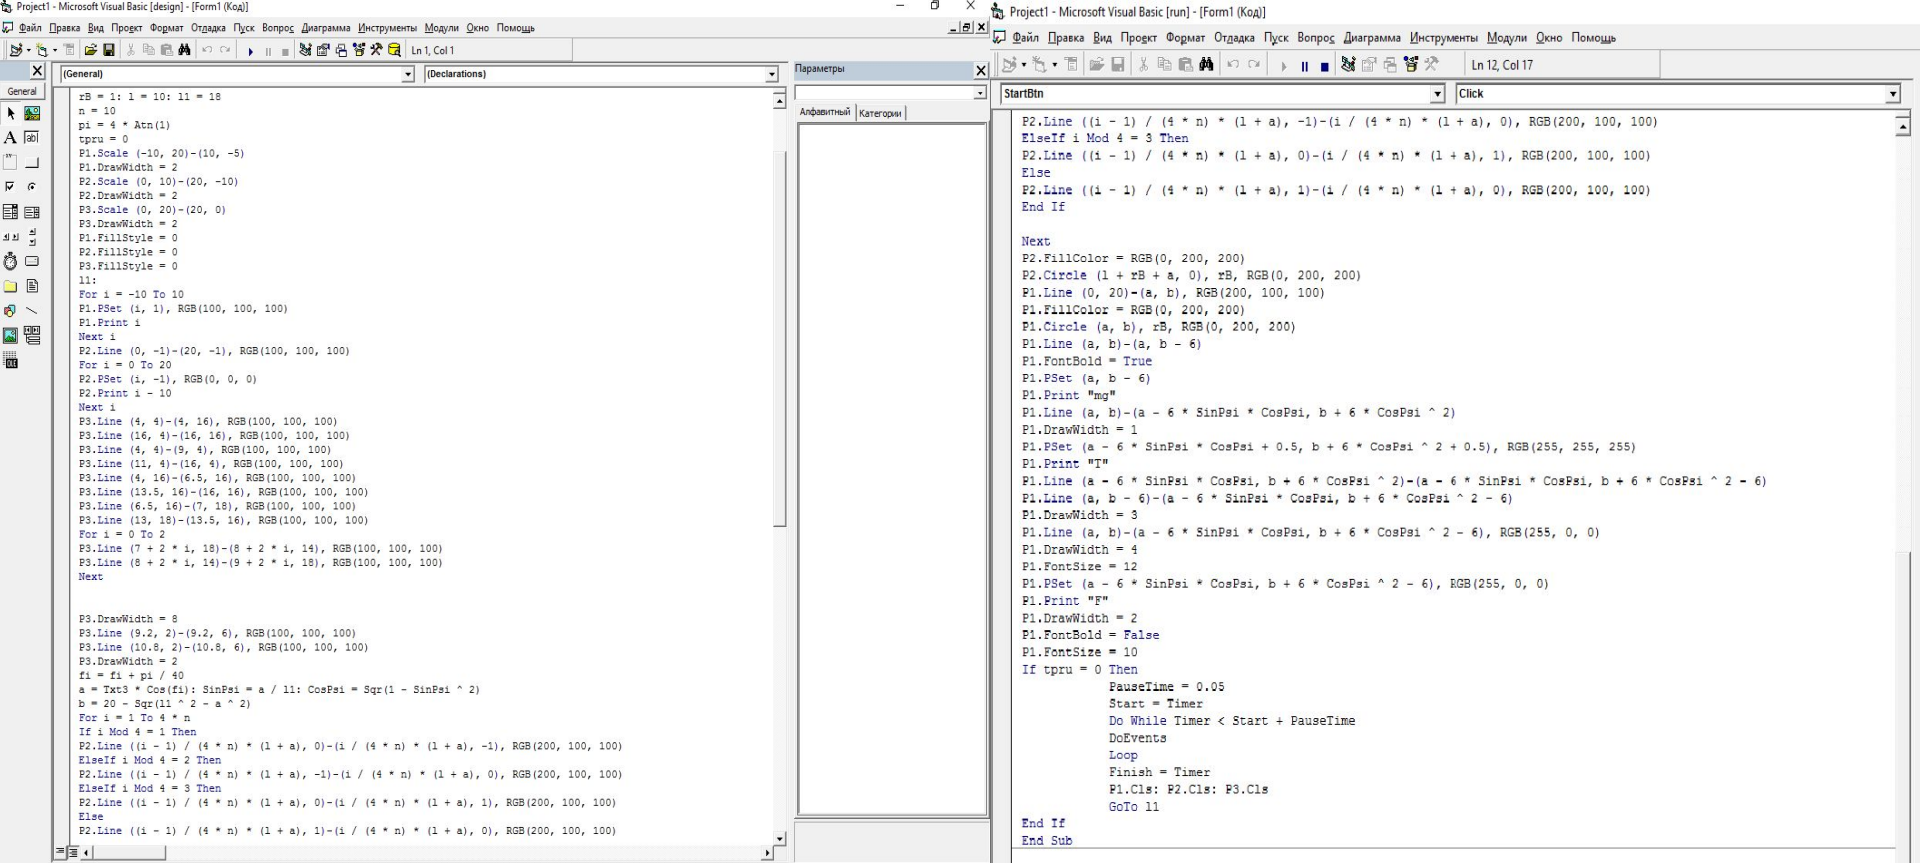 Project1 - Microsoft Visual Basic [design] - [Form1 (Код)]
Файл Правка Вид Проект Формат Отладка Пуск Вопрос Диаграмма Инструменты Модули Окно Помощь
Ln 1, Col 1
General
(General)
(Declarations)
rB = 1: l = 10: l1 = 18
n = 10
pi = 4 * Atn(1)
tpru = 0
P1.Scale (-10, 20)-(10, -5)
P1.DrawWidth = 2
P2.Scale (0, 10)-(20, -10)
P2.DrawWidth = 2
P3.Scale (0, 20)-(20, 0)
P3.DrawWidth = 2
P1.FillStyle = 0
P2.FillStyle = 0
P3.FillStyle = 0
l1:
For i = -10 To 10
P1.PSet (i, 1), RGB(100, 100, 100)
P1.Print i
Next i
P2.Line (0, -1)-(20, -1), RGB(100, 100, 100)
For i = 0 To 20
P2.PSet (i, -1), RGB(0, 0, 0)
P2.Print i - 10
Next i
P3.Line (4, 4)-(4, 16), RGB(100, 100, 100)
P3.Line (16, 4)-(16, 16), RGB(100, 100, 100)
P3.Line (4, 4)-(9, 4), RGB(100, 100, 100)
P3.Line (11, 4)-(16, 4), RGB(100, 100, 100)
P3.Line (4, 16)-(6.5, 16), RGB(100, 100, 100)
P3.Line (13.5, 16)-(16, 16), RGB(100, 100, 100)
P3.Line (6.5, 16)-(7, 18), RGB(100, 100, 100)
P3.Line (13, 18)-(13.5, 16), RGB(100, 100, 100)
For i = 0 To 2
P3.Line (7 + 2 * i, 18)-(8 + 2 * i, 14), RGB(100, 100, 100)
P3.Line (8 + 2 * i, 14)-(9 + 2 * i, 18), RGB(100, 100, 100)
Next
P3.DrawWidth = 8
P3.Line (9.2, 2)-(9.2, 6), RGB(100, 100, 100)
P3.Line (10.8, 2)-(10.8, 6), RGB(100, 100, 100)
P3.DrawWidth = 2
fi = fi + pi / 40
a = Txt3 * Cos(fi): SinPsi = a / l1: CosPsi = Sqr(1 - SinPsi ^ 2)
b = 20 - Sqr(l1 ^ 2 - a ^ 2)
For i = 1 To 4 * n
If i Mod 4 = 1 Then
P2.Line ((i - 1) / (4 * n) * (l + a), 0)-(i / (4 * n) * (l + a), -1), RGB(200, 100, 100)
ElseIf i Mod 4 = 2 Then
P2.Line ((i - 1) / (4 * n) * (l + a), -1)-(i / (4 * n) * (l + a), 0), RGB(200, 100, 100)
ElseIf i Mod 4 = 3 Then
P2.Line ((i - 1) / (4 * n) * (l + a), 0)-(i / (4 * n) * (l + a), 1), RGB(200, 100, 100)
Else
P2.Line ((i - 1) / (4 * n) * (l + a), 1)-(i / (4 * n) * (l + a), 0), RGB(200, 100, 100)
Параметры
Алфавитный Категории
Project1 - Microsoft Visual Basic [run] - [Form1 (Код)]
Файл Правка Вид Проект Формат Отладка Пуск Вопрос Диаграмма Инструменты Модули Окно Помощь
Ln 12, Col 17
StartBtn
Click
P2.Line ((i - 1) / (4 * n) * (l + a), -1)-(i / (4 * n) * (l + a), 0), RGB(200, 100, 100)
ElseIf i Mod 4 = 3 Then
P2.Line ((i - 1) / (4 * n) * (l + a), 0)-(i / (4 * n) * (l + a), 1), RGB(200, 100, 100)
Else
P2.Line ((i - 1) / (4 * n) * (l + a), 1)-(i / (4 * n) * (l + a), 0), RGB(200, 100, 100)
End If
Next
P2.FillColor = RGB(0, 200, 200)
P2.Circle (l + rB + a, 0), rB, RGB(0, 200, 200)
P1.Line (0, 20)-(a, b), RGB(200, 100, 100)
P1.FillColor = RGB(0, 200, 200)
P1.Circle (a, b), rB, RGB(0, 200, 200)
P1.Line (a, b)-(a, b - 6)
P1.FontBold = True
P1.PSet (a, b - 6)
P1.Print "mg"
P1.Line (a, b)-(a - 6 * SinPsi * CosPsi, b + 6 * CosPsi ^ 2)
P1.DrawWidth = 1
P1.PSet (a - 6 * SinPsi * CosPsi + 0.5, b + 6 * CosPsi ^ 2 + 0.5), RGB(255, 255, 255)
P1.Print "T"
P1.Line (a - 6 * SinPsi * CosPsi, b + 6 * CosPsi ^ 2)-(a - 6 * SinPsi * CosPsi, b + 6 * CosPsi ^ 2 - 6)
P1.Line (a, b - 6)-(a - 6 * SinPsi * CosPsi, b + 6 * CosPsi ^ 2 - 6)
P1.DrawWidth = 3
P1.Line (a, b)-(a - 6 * SinPsi * CosPsi, b + 6 * CosPsi ^ 2 - 6), RGB(255, 0, 0)
P1.DrawWidth = 4
P1.FontSize = 12
P1.PSet (a - 6 * SinPsi * CosPsi, b + 6 * CosPsi ^ 2 - 6), RGB(255, 0, 0)
P1.Print "F"
P1.DrawWidth = 2
P1.FontBold = False
P1.FontSize = 10
If tpru = 0 Then
PauseTime = 0.05
Start = Timer
Do While Timer < Start + PauseTime
DoEvents
Loop
Finish = Timer
P1.Cls: P2.Cls: P3.Cls
GoTo l1
End If
End Sub